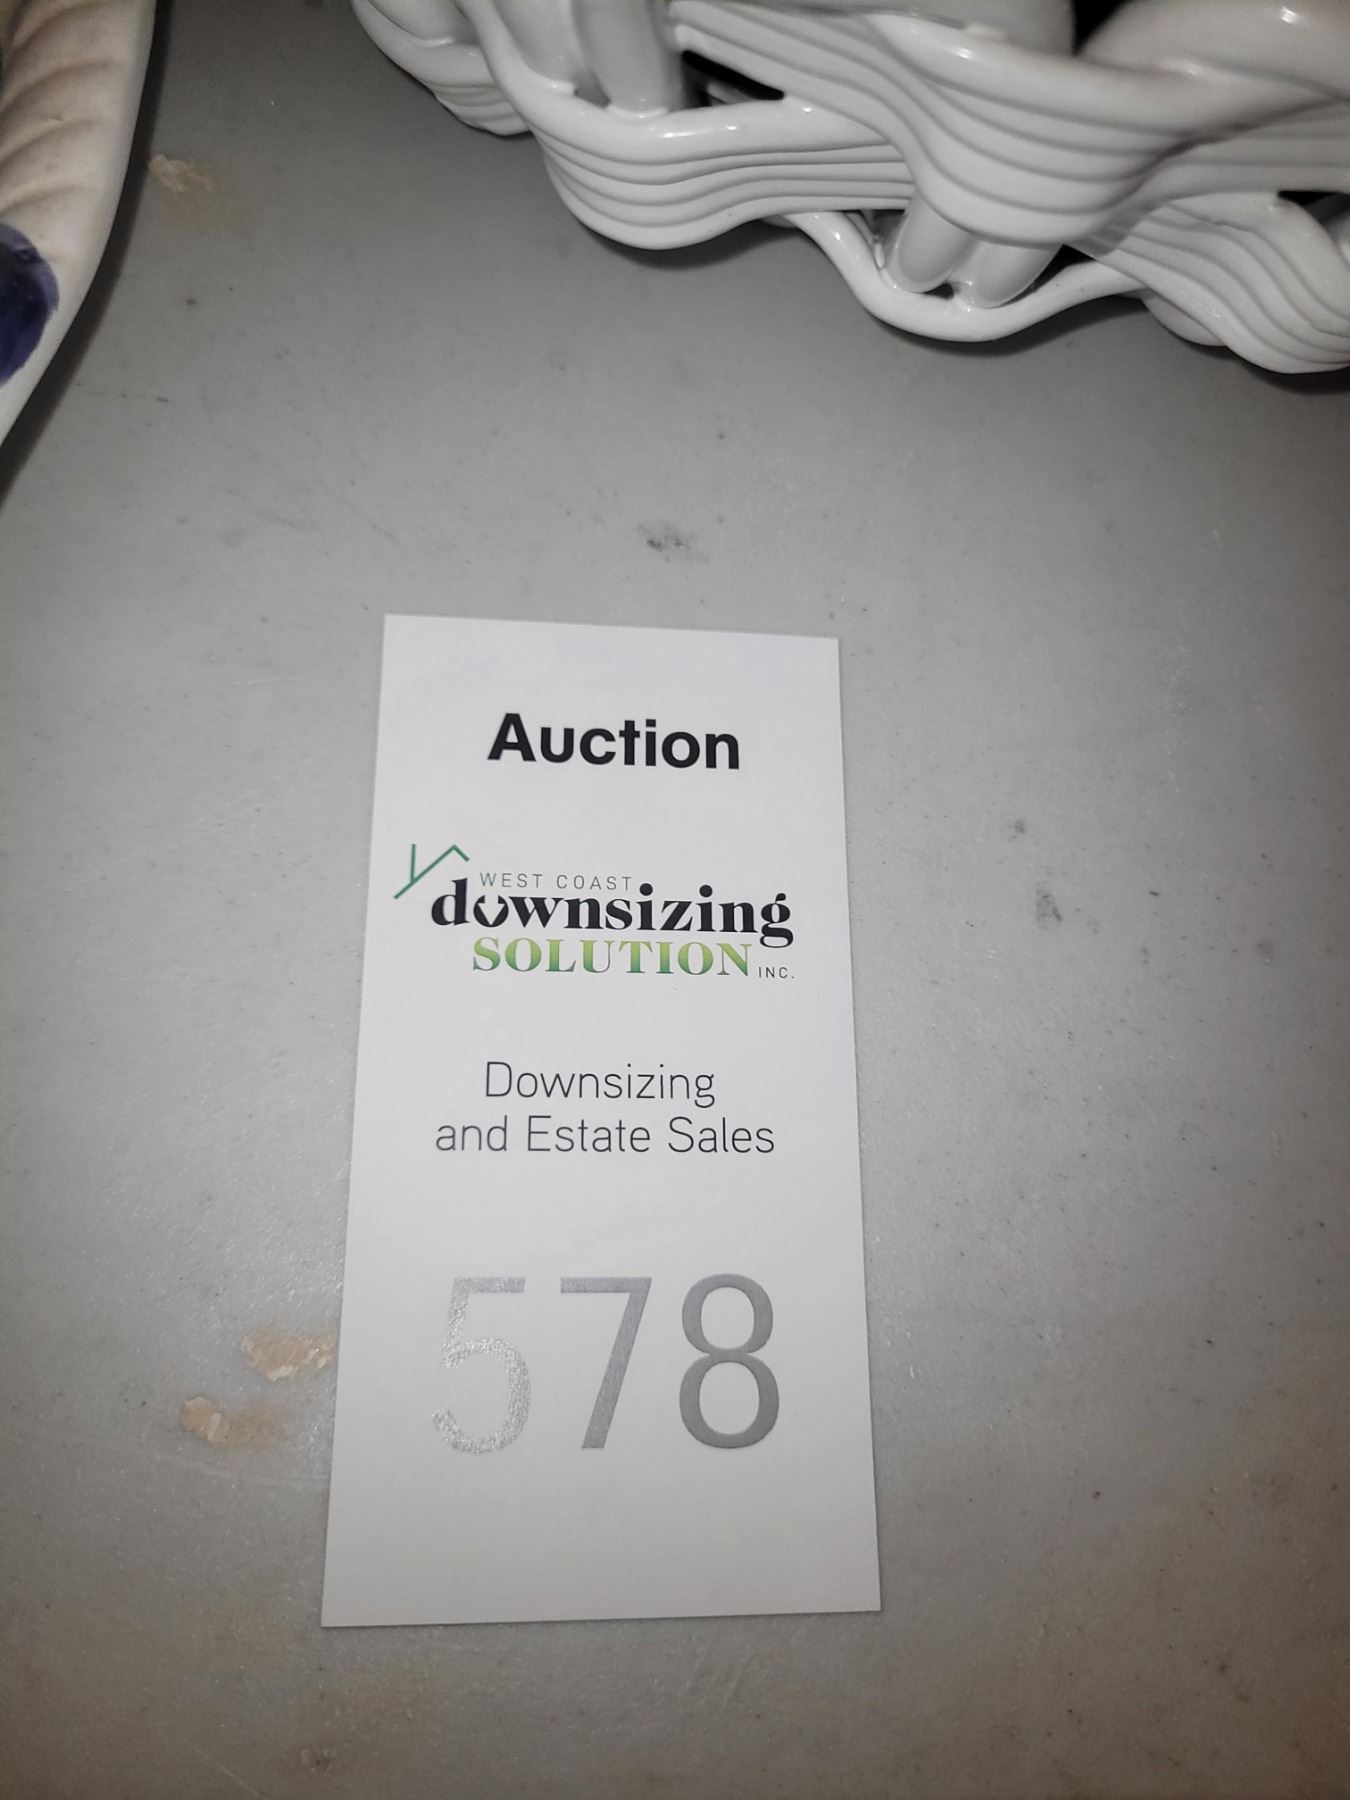 Auction
WEST COAST
downsizing
SOLUTION INC.
Downsizing
and Estate Sales
578